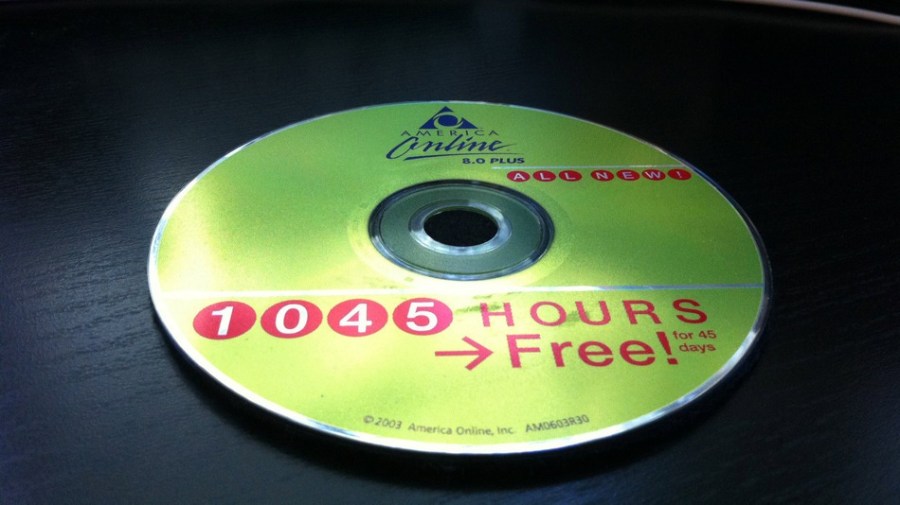 AMERICA
Online
8.0 PLUS
ALL NEW!
1045 HOURS
→Free! for 45
days
©2003 America Online, Inc. AM0603R30